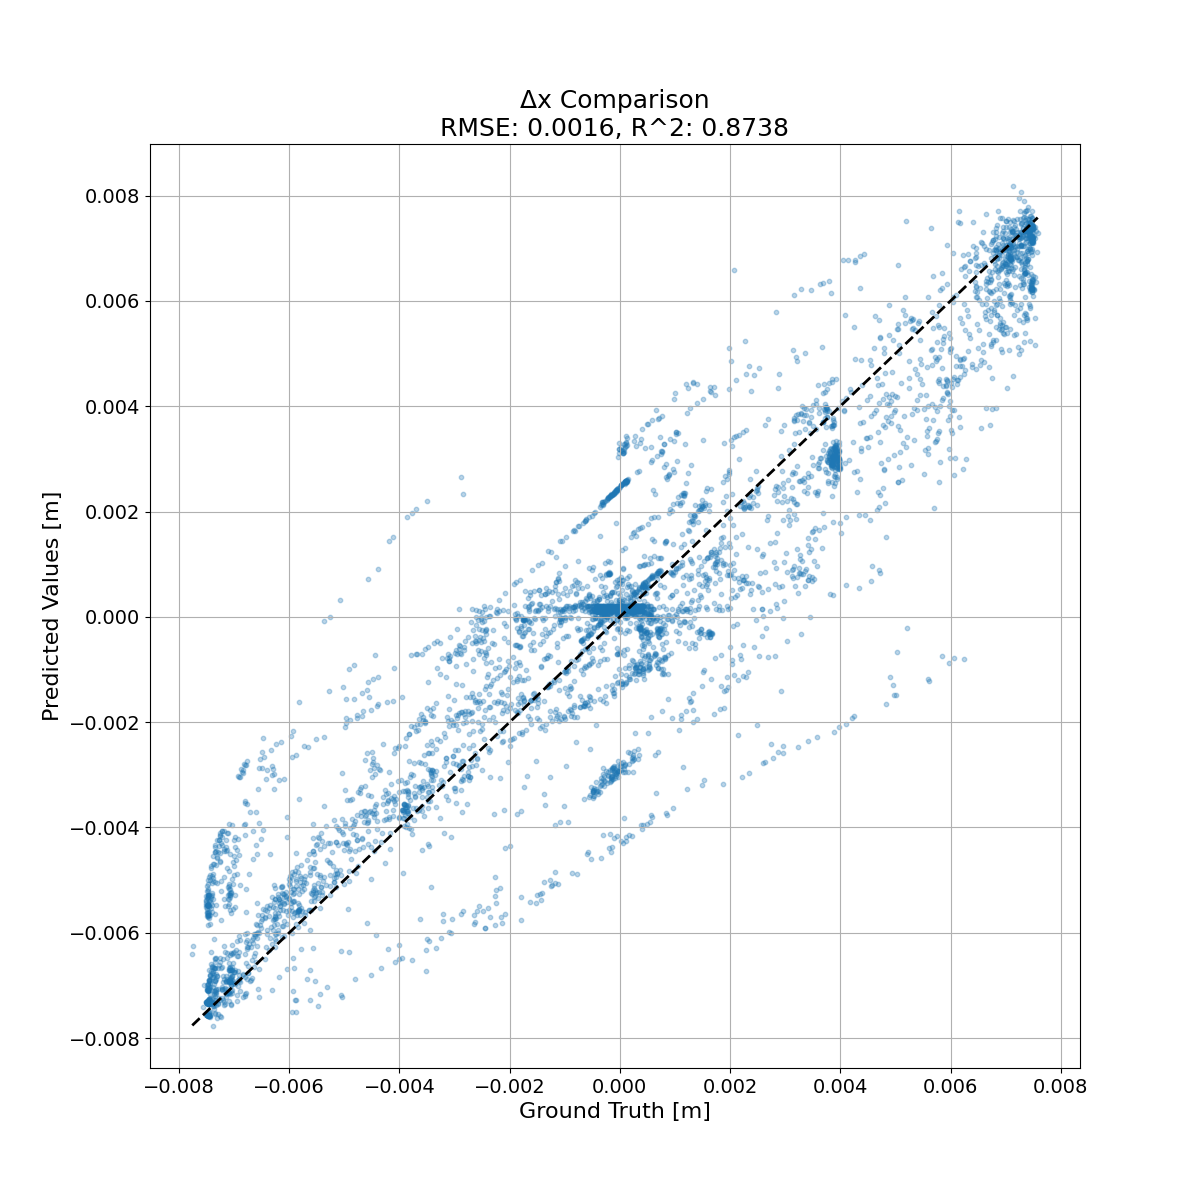 Δx Comparison
RMSE: 0.0016, R^2: 0.8738
0.008
0.006
0.004
0.002
0.000
−0.002
−0.004
−0.006
−0.008
Predicted Values [m]
−0.008 −0.006 −0.004 −0.002 0.000 0.002 0.004 0.006 0.008
Ground Truth [m]